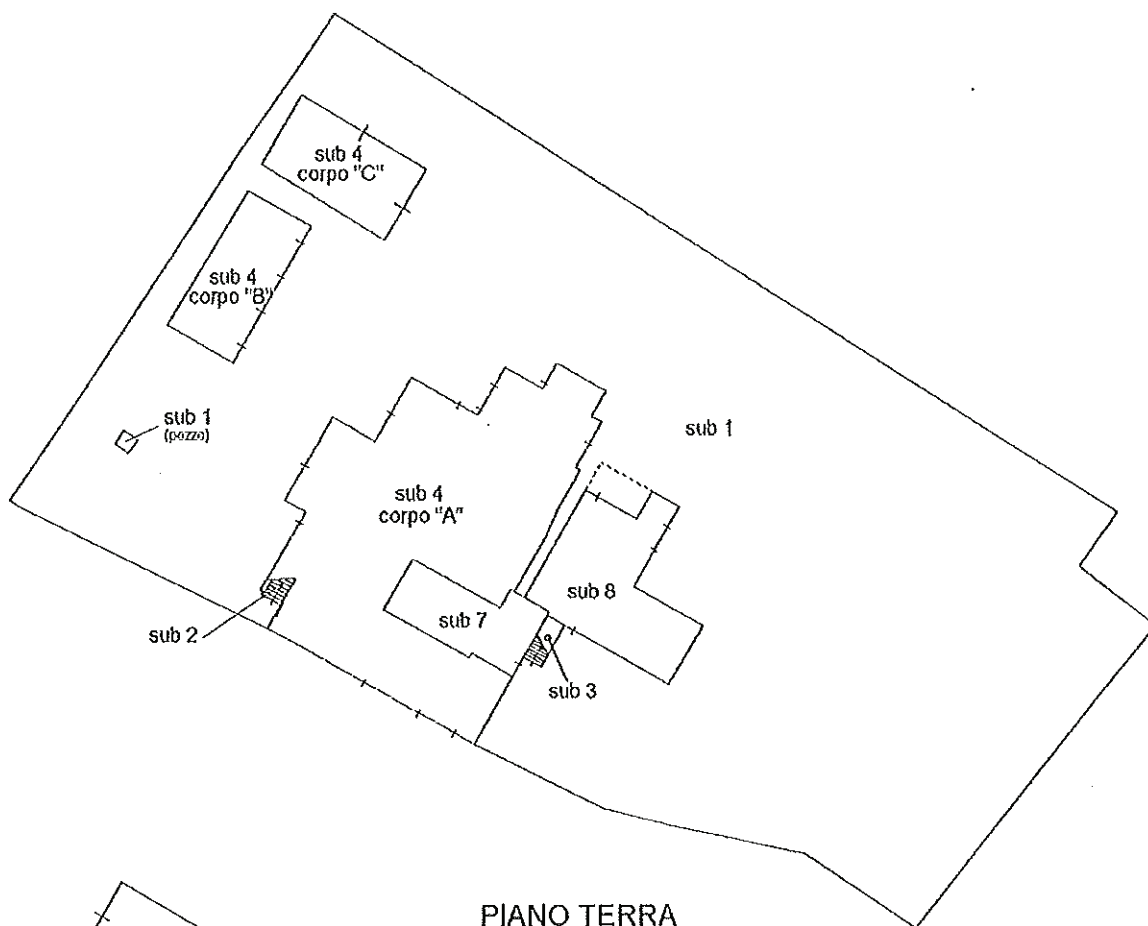 sub 4
corpo "C"
sub 4
corpo "B"
sub 1
(pozzo)
sub 1
sub 4
corpo "A"
sub 8
sub 7
sub 2
sub 3
PIANO TERRA